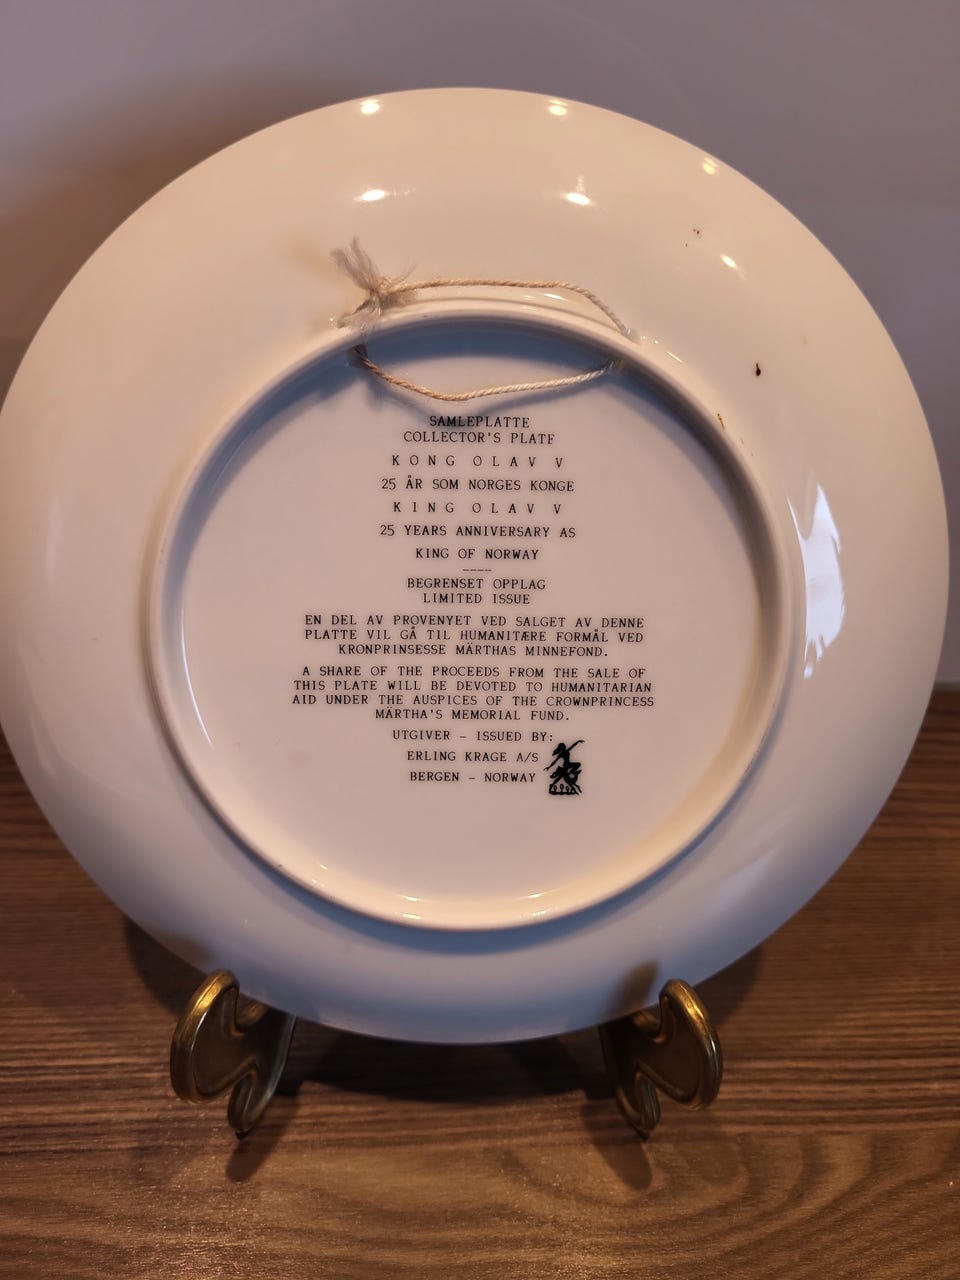 SAMLEPLATTE
COLLECTOR'S PLATE
KONG OLAV V
25 ÅR SOM NORGES KONGE
KING OLAV V
25 YEARS ANNIVERSARY AS
KING OF NORWAY
BEGRENSET OPPLAG
LIMITED ISSUE
EN DEL AV PROVENYET VED SALGET AV DENNE
PLATTE VIL GÅ TIL HUMANITÆRE FORMÅL VED
KRONPRINSESSE MÄRTHAS MINNEFOND.
A SHARE OF THE PROCEEDS FROM THE SALE OF
THIS PLATE WILL BE DEVOTED TO HUMANITARIAN
AID UNDER THE AUSPICES OF THE CROWNPRINCESS
MÄRTHA'S MEMORIAL FUND.
UTGIVER - ISSUED BY:
ERLING KRAGE A/S
BERGEN - NORWAY